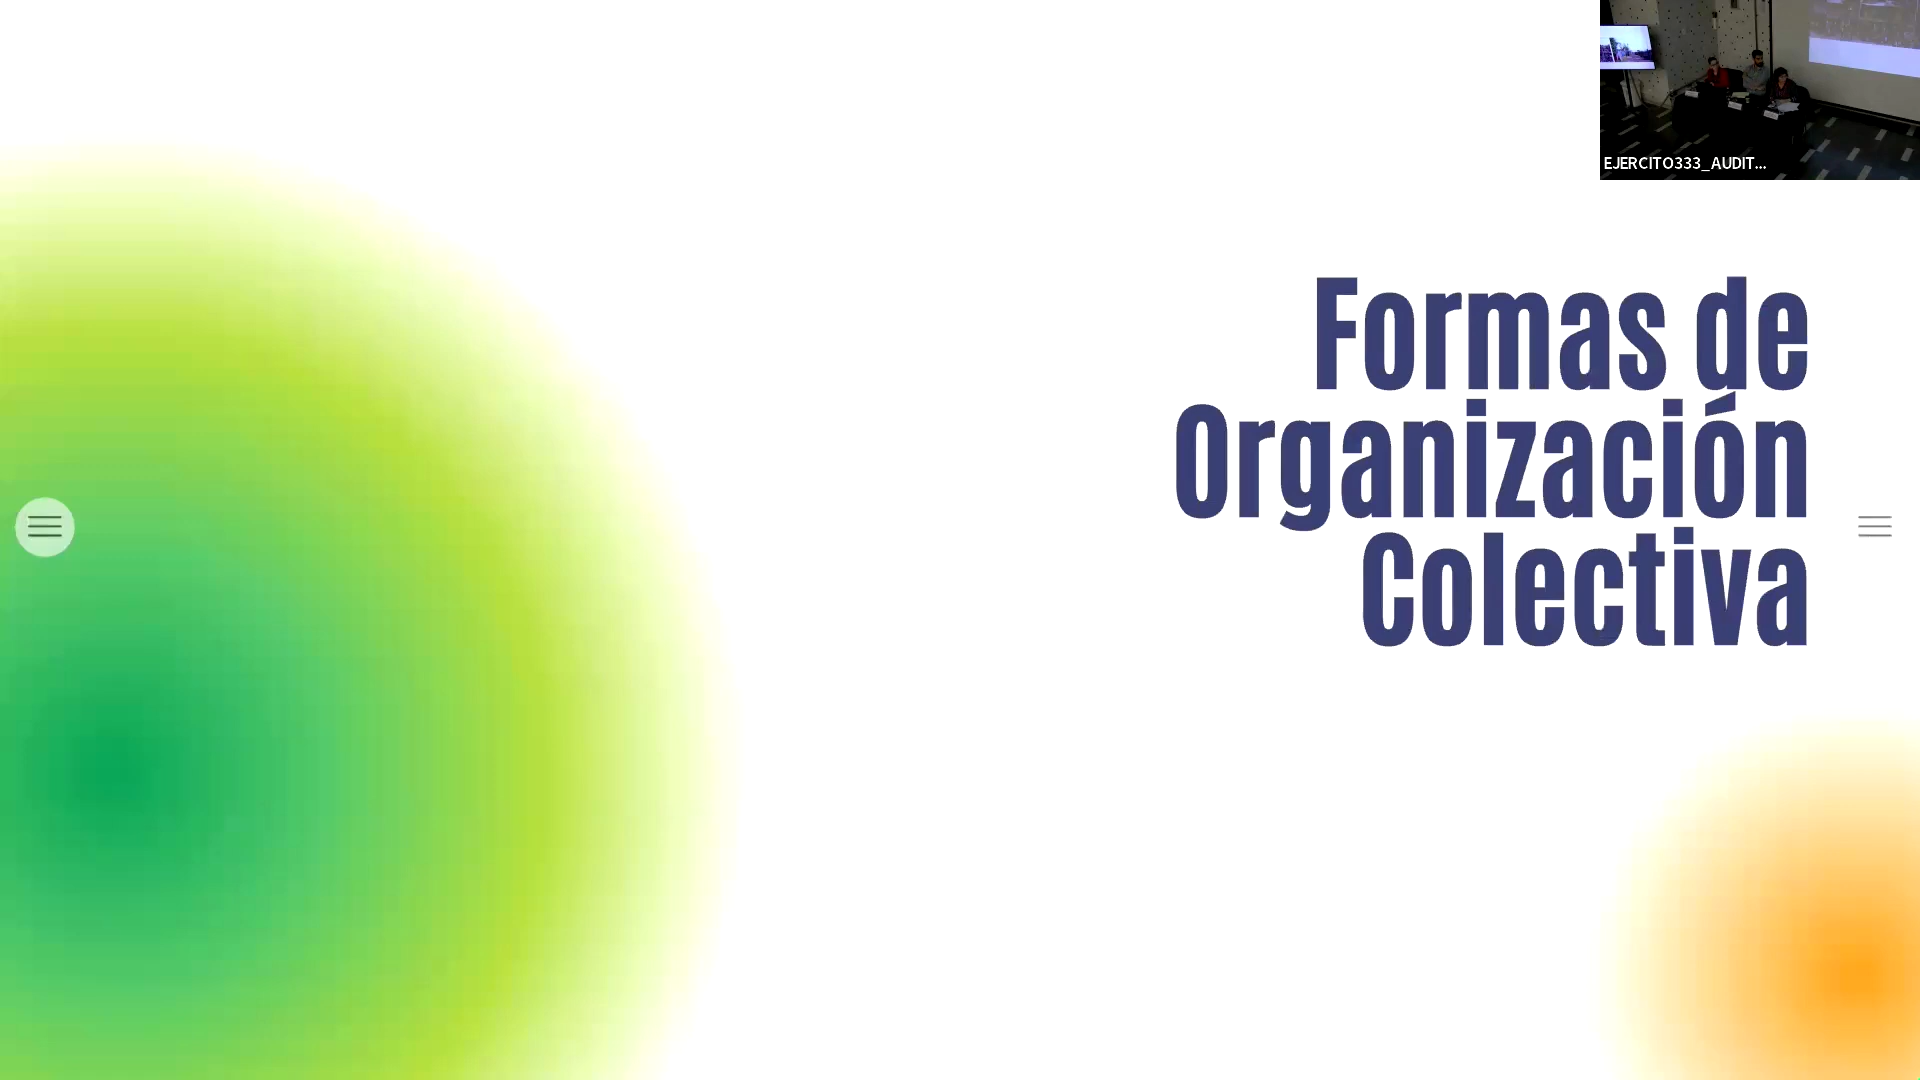 EJERCITO333_AUDIT...
Formas de
Organización
Colectiva